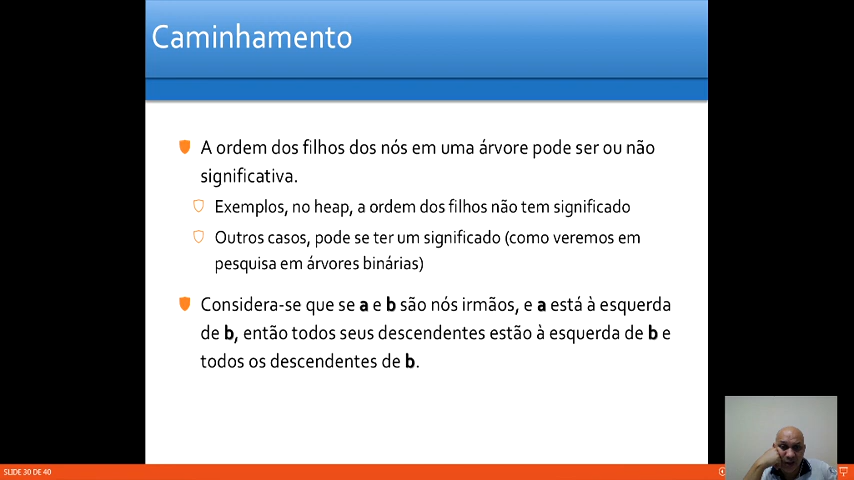 Caminhamento
A ordem dos filhos dos nós em uma árvore pode ser ou não
significativa.
Exemplos, no heap, a ordem dos filhos não tem significado
Outros casos, pode se ter um significado (como veremos em
pesquisa em árvores binárias)
Considera-se que se a e b são nós irmãos, e a está à esquerda
de b, então todos seus descendentes estão à esquerda de b e
todos os descendentes de b.
SLIDE 30 DE 40